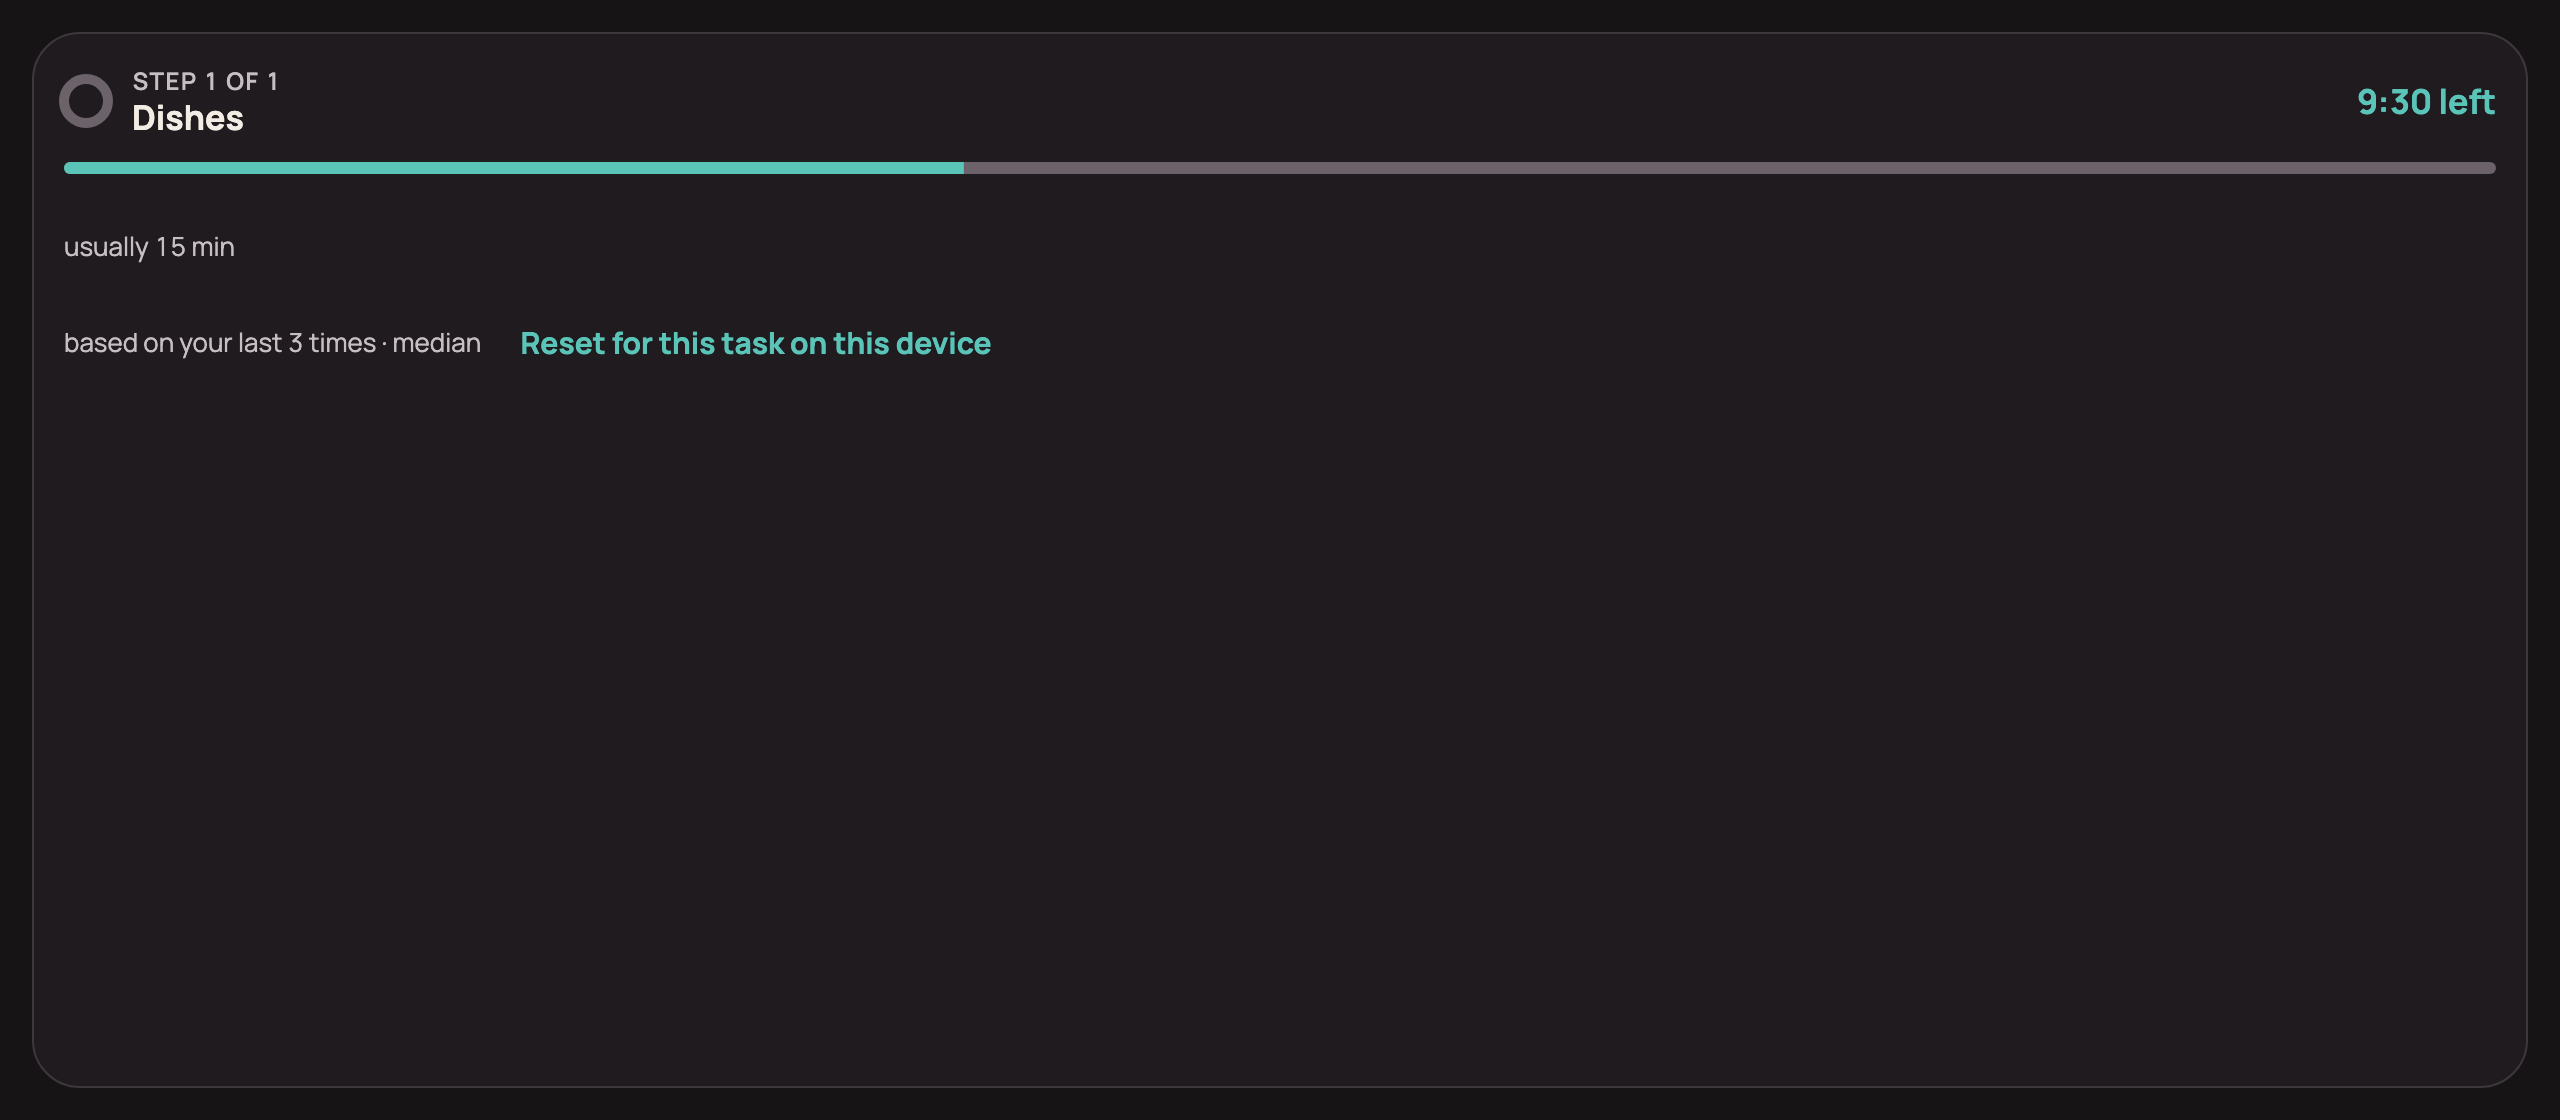 STEP 1 OF 1
Dishes
9:30 left
usually 15 min
based on your last 3 times · median
Reset for this task on this device